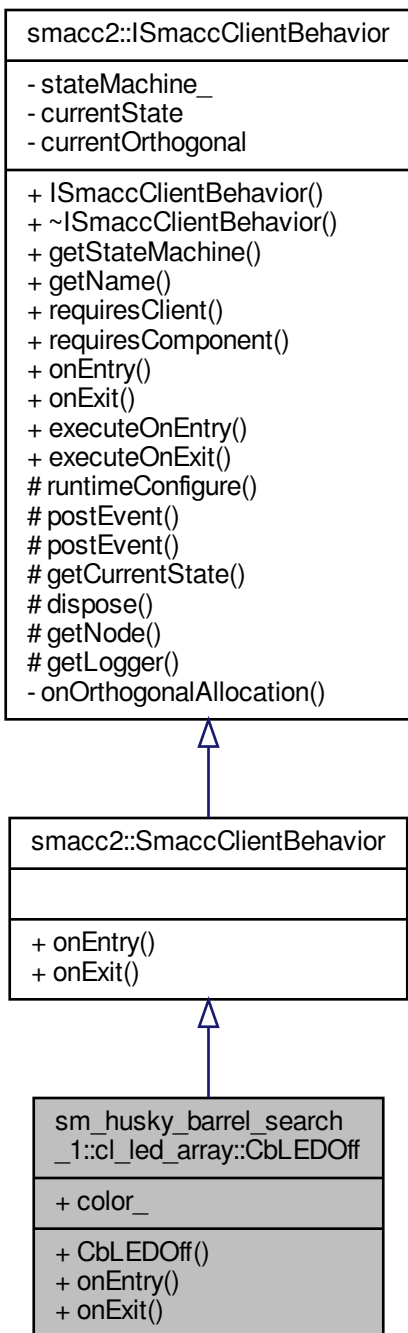 smacc2::ISmaccClientBehavior
- stateMachine_
- currentState
- currentOrthogonal
+ ISmaccClientBehavior()
+ ~ISmaccClientBehavior()
+ getStateMachine()
+ getName()
+ requiresClient()
+ requiresComponent()
+ onEntry()
+ onExit()
+ executeOnEntry()
+ executeOnExit()
# runtimeConfigure()
# postEvent()
# postEvent()
# getCurrentState()
# dispose()
# getNode()
# getLogger()
- onOrthogonalAllocation()
smacc2::SmaccClientBehavior
+ onEntry()
+ onExit()
sm_husky_barrel_search
_1::cl_led_array::CbLEDOff
+ color_
+ CbLEDOff()
+ onEntry()
+ onExit()